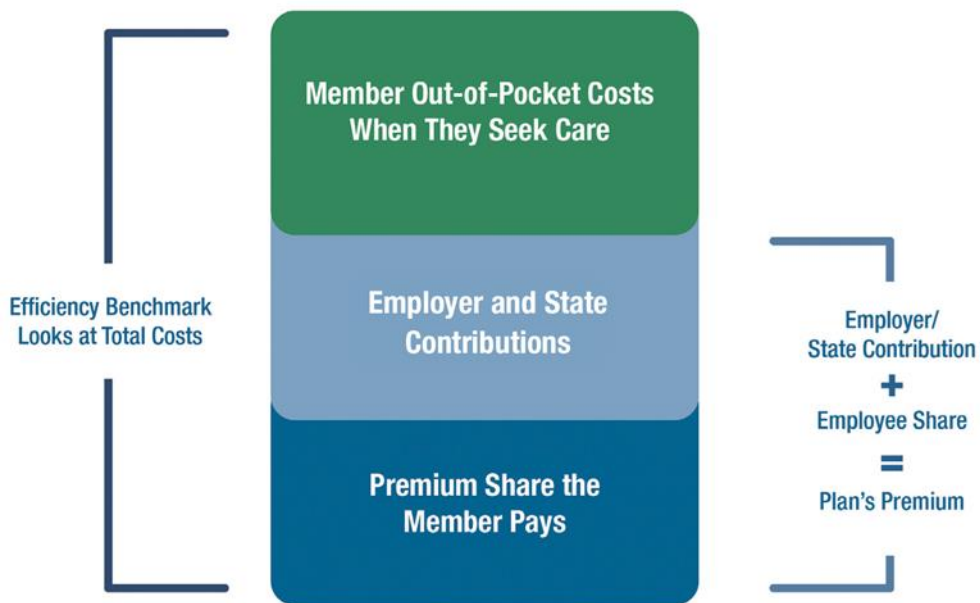 Member Out-of-Pocket Costs
When They Seek Care
Employer and State
Contributions
Premium Share the
Member Pays
Efficiency Benchmark
Looks at Total Costs
Employer/
State Contribution
+
Employee Share
=
Plan's Premium